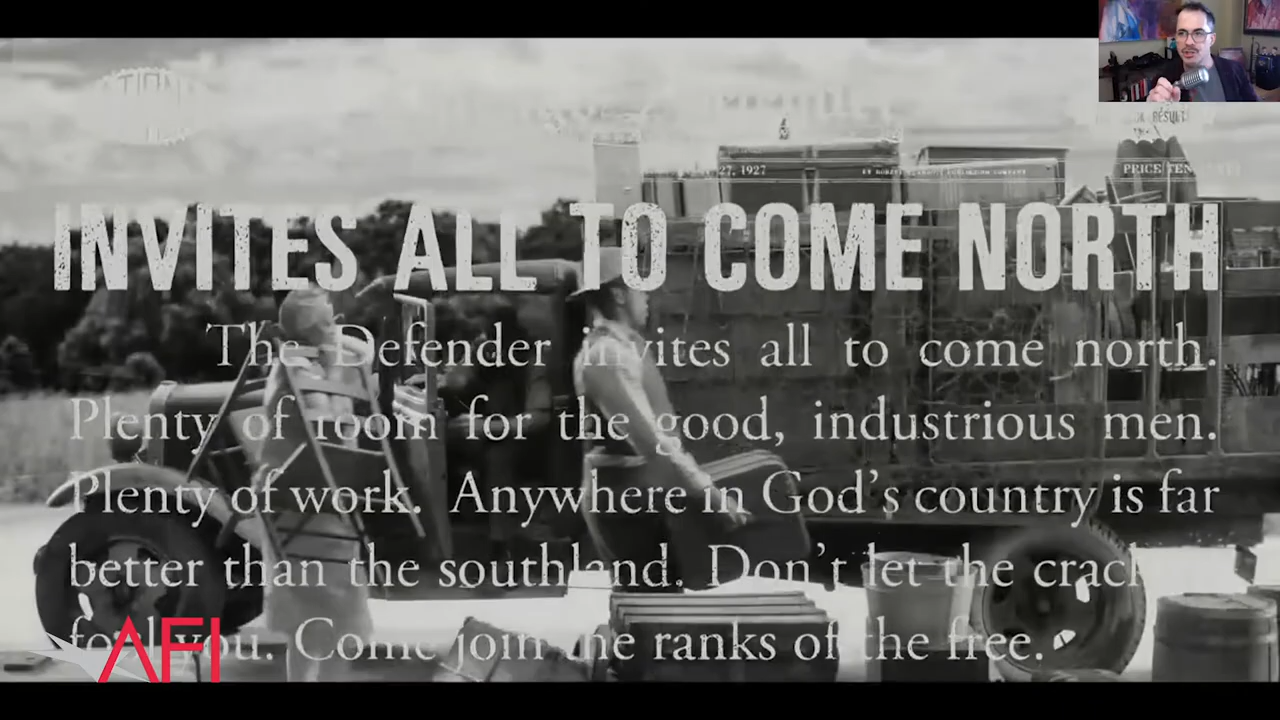 27, 1927
PRICE TEN
INVITES ALL TO COME NORTH
The Defender invites all to come north.
Plenty of room for the good, industrious men.
Plenty of work. Anywhere in God's country is far
better than the southland. Don't let the crack
fool you. Come join the ranks of the free.
AFI